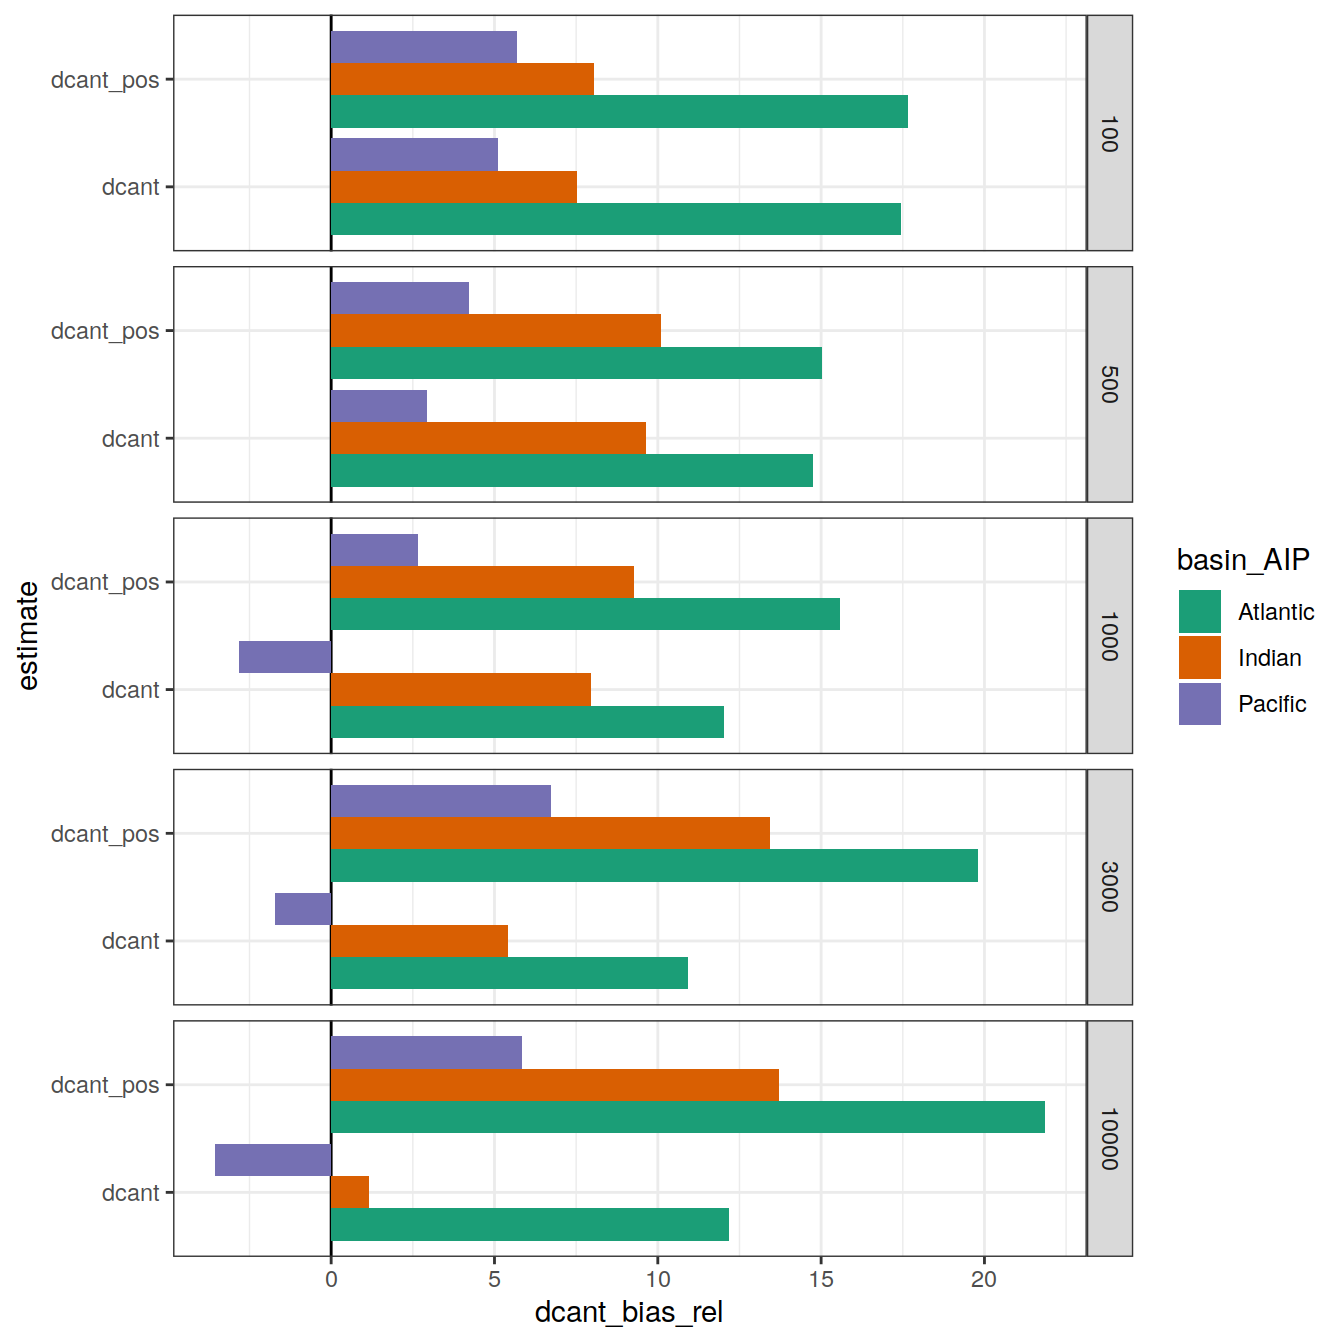 dcant_pos
dcant
100
dcant_pos
dcant
500
dcant_pos
dcant
1000
dcant_pos
dcant
3000
dcant_pos
dcant
10000
estimate
0 5 10 15 20
dcant_bias_rel
basin_AIP
Atlantic
Indian
Pacific